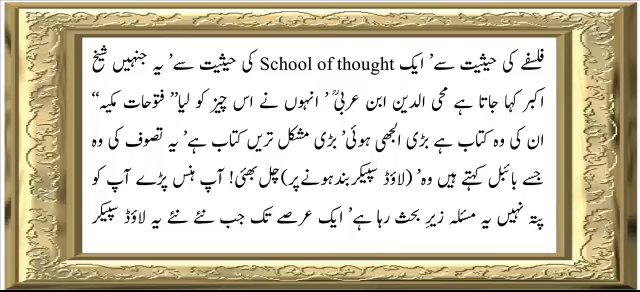 فلسفے کی حیثیت سے’ ایک School of thought کی حیثیت سے’ یہ جنہیں شیخ
اکبر کہا جاتا ہے محی الدین ابن عربیؒ ’ انہوں نے اس چیز کو لیا” فتوحات مکیہ“
ان کی وہ کتاب ہے بڑی الجھی ہوئی’ بڑی مشکل تریں کتاب ہے’ یہ تصوف کی وہ
جسے بائبل کہتے ہیں وہ’ (لاؤڈ سپیکر بند ہونے پر) چل بھئی! آپ ہنس پڑے آپ کو
پتہ نہیں یہ مسئلہ زیرِ بحث رہا ہے’ ایک عرصے تک جب نئے نئے یہ لاؤڈ سپیکر